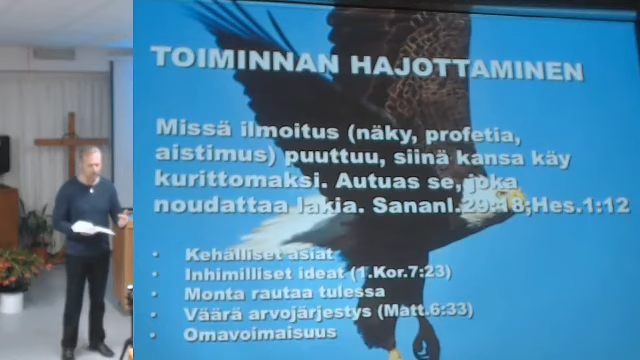 TOIMINNAN HAJOTTAMINEN
Missä ilmoitus (näky, profetia,
aistimus) puuttuu, siinä kansa käy
kurittomaksi. Autuas se, joka
noudattaa lakia. Sananl.29:18;Hes.1:12
• Kehälliset asiat
• Inhimilliset ideat (1.Kor.7:23)
• Monta rautaa tulessa
• Väärä arvojärjestys (Matt.6:33)
• Omavoimaisuus